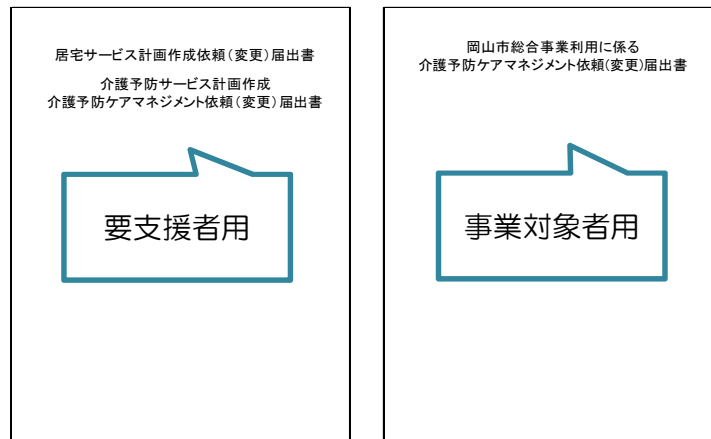 居宅サービス計画作成依頼（変更）届出書
介護予防サービス計画作成
介護予防ケアマネジメント依頼（変更）届出書
要支援者用
岡山市総合事業利用に係る
介護予防ケアマネジメント依頼（変更）届出書
事業対象者用